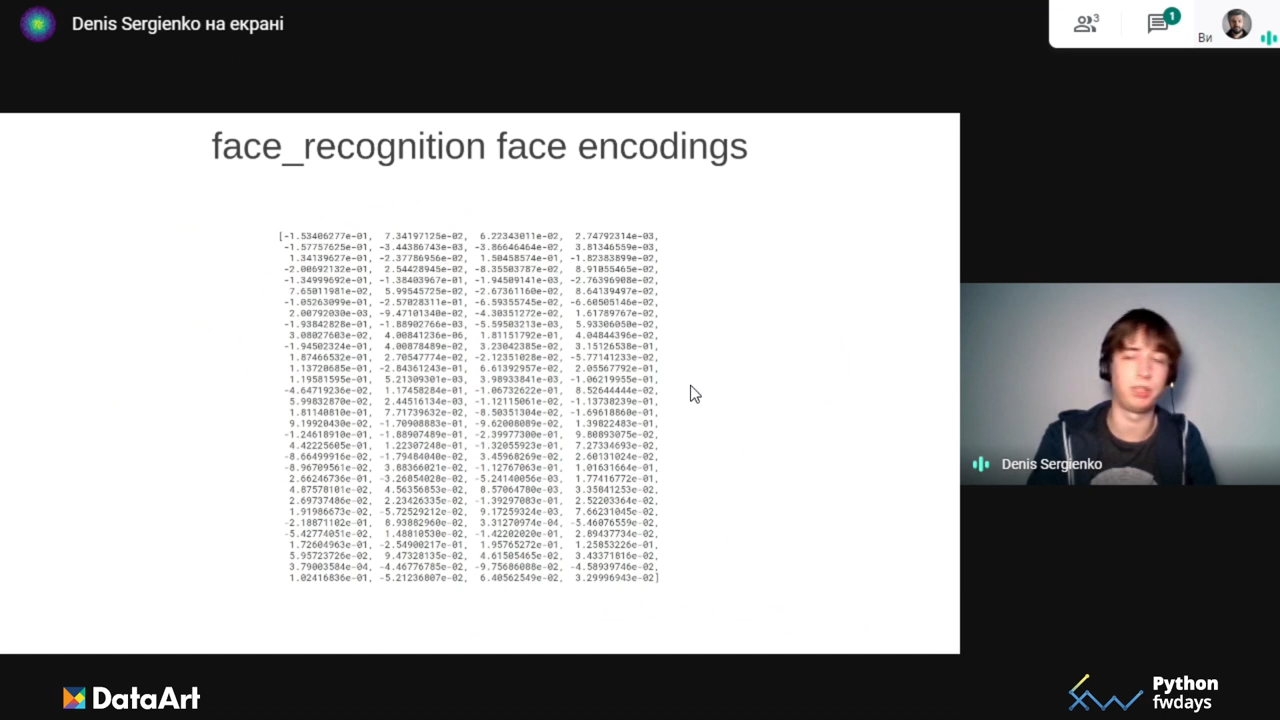 Denis Sergienko на екрані
3
1
Ви
face_recognition face encodings
[-1.53406277e-01, 7.34197125e-02, 6.22343011e-02, 2.74792314e-03,
-1.57757625e-01, -3.44386743e-03, -3.86646464e-02, 3.81346559e-03,
1.34139627e-01, -2.37786956e-02, 1.50458574e-01, -1.82383899e-02,
-2.00692132e-01, 2.54428945e-02, -8.35503787e-02, 8.91055465e-02,
-1.34999692e-01, -1.38403967e-01, -1.94509141e-03, -2.76396908e-02,
7.65011981e-02, 5.99545725e-02, -2.67361160e-02, 8.64139497e-02,
-1.05263099e-01, -2.57028311e-01, -6.59355745e-02, -6.60505146e-02,
2.00792030e-03, -9.47101340e-02, -4.30351272e-02, 1.61789767e-02,
-1.93842828e-01, -1.88902766e-03, -5.59503213e-03, 5.93306050e-02,
3.08027603e-02, 4.00841236e-06, 1.81151792e-01, 4.04844396e-02,
-1.94502324e-01, 4.00878489e-02, 3.23042385e-02, 3.15126538e-01,
1.87466532e-01, 2.70547774e-02, -2.12351028e-02, -5.77141233e-02,
1.13720685e-01, -2.84361243e-01, 6.61392957e-02, 2.05567792e-01,
1.19581595e-01, 5.21309301e-03, 3.98933841e-03, -1.06219955e-01,
-4.64719236e-02, 1.17458284e-01, -1.06732622e-01, 8.52644444e-02,
5.99832870e-02, 2.44516134e-03, -1.12115061e-02, -1.13738239e-01,
1.81140810e-01, 7.71739632e-02, -8.50351304e-02, -1.69618860e-01,
9.19928430e-02, -1.70908883e-01, -9.62008089e-02, 1.39822483e-01,
-1.24618910e-01, -1.88907489e-01, -2.39977300e-01, 9.80893075e-02,
4.42225605e-01, 1.22307248e-01, -1.32055923e-01, 7.27334693e-02,
-8.66499916e-02, -1.79484040e-02, 3.45968269e-02, 2.60131024e-02,
-8.96709561e-02, 3.88366021e-02, -1.12767063e-01, 1.01631664e-01,
2.66246736e-01, -3.26854028e-02, -5.24140056e-03, 1.77416772e-01,
4.87578101e-02, 4.56356853e-02, 8.57064780e-03, 3.35841253e-02,
2.69737486e-02, 2.23426335e-02, -1.39297003e-01, 2.52203364e-02,
1.91986673e-02, -5.72529212e-02, 9.17259324e-03, 7.66231045e-02,
-2.18871102e-01, 8.93882960e-02, 3.31270974e-04, -5.46076559e-02,
-5.42774051e-02, 1.48810530e-02, -1.42202020e-01, 2.89437734e-02,
1.72604963e-01, -2.54900217e-01, 1.95765272e-01, 1.25853226e-01,
5.95723726e-02, 9.47328135e-02, 4.61505465e-02, 3.43371816e-02,
3.79003584e-04, -4.46776785e-02, -9.75686088e-02, -4.58939746e-02,
1.02416836e-01, -5.21236807e-02, 6.40562549e-02, 3.29996943e-02]
Denis Sergienko
DataArt
Python
fwdays